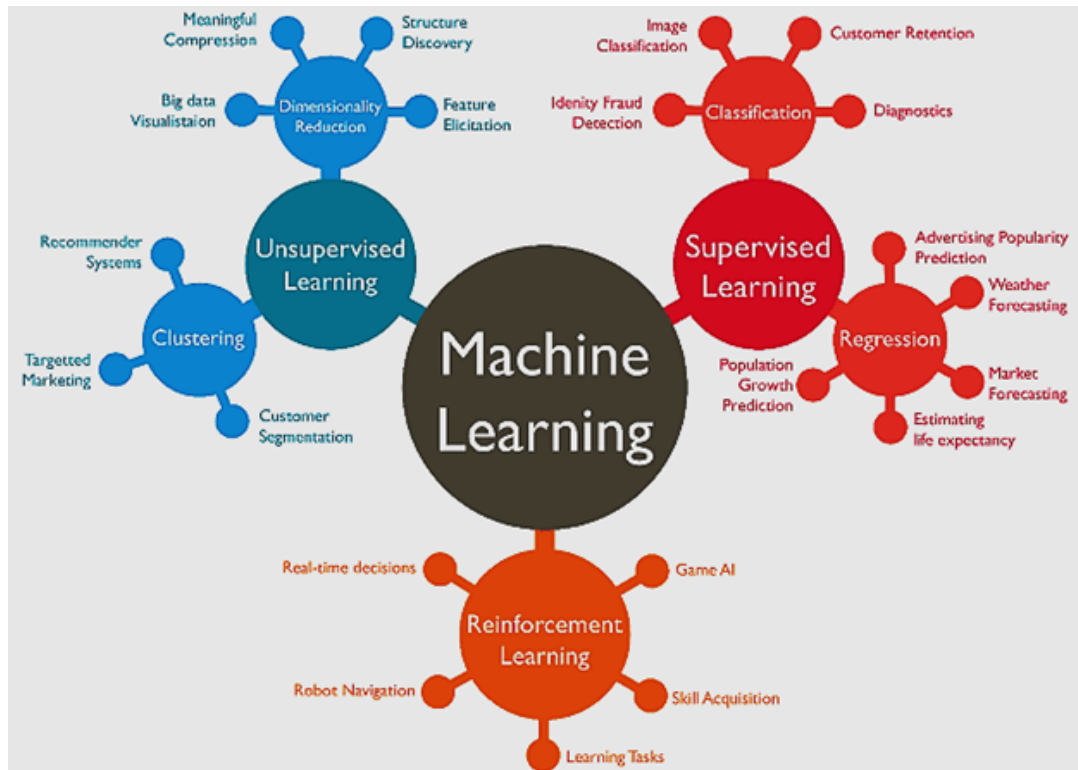 Meaningful
Compression
Structure
Discovery
Big data
Visualistaion
Dimensionality
Reduction
Feature
Elicitation
Image
Classification
Customer Retention
Idenity Fraud
Detection
Classification
Diagnostics
Unsupervised
Learning
Recommender
Systems
Clustering
Targetted
Marketing
Customer
Segmentation
Machine
Learning
Supervised
Learning
Advertising Popularity
Prediction
Weather
Forecasting
Regression
Population
Growth
Prediction
Market
Forecasting
Estimating
life expectancy
Real-time decisions
Game AI
Reinforcement
Learning
Robot Navigation
Skill Acquisition
Learning Tasks